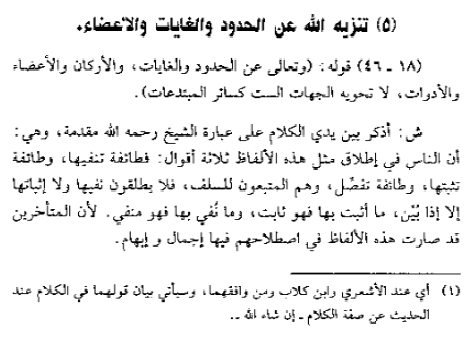 (٥) تنزيه الله عن الحدود والغايات والأعضاء.
(١٨ - ٤٦) قوله: (وتعالى عن الحدود والغايات، والأركان والأعضاء
والأدوات، لا تحويه الجهات الست كسائر المبتدعات).
ش: أذكر بين يدي الكلام على عبارة الشيخ رحمه الله مقدمة، وهي:
أن الناس في إطلاق مثل هذه الألفاظ ثلاثة أقوال: فطائفة تنفيها، وطائفة
تثبتها، وطائفة تفصّل، وهم المتبعون للسلف، فلا يطلقون نفيها ولا إثباتها
إلا إذا بُيّن، ما أثبت بها فهو ثابت، وما نُفي بها فهو منفي. لأن المتأخرين
قد صارت هذه الألفاظ في اصطلاحهم فيها إجمال و إيهام.
(١) أي عند الأشعري وابن كلاب ومن وافقهما، وسيأتي بيان قولهما في الكلام عند
الحديث عن صفة الكلام ـ إن شاء الله ..